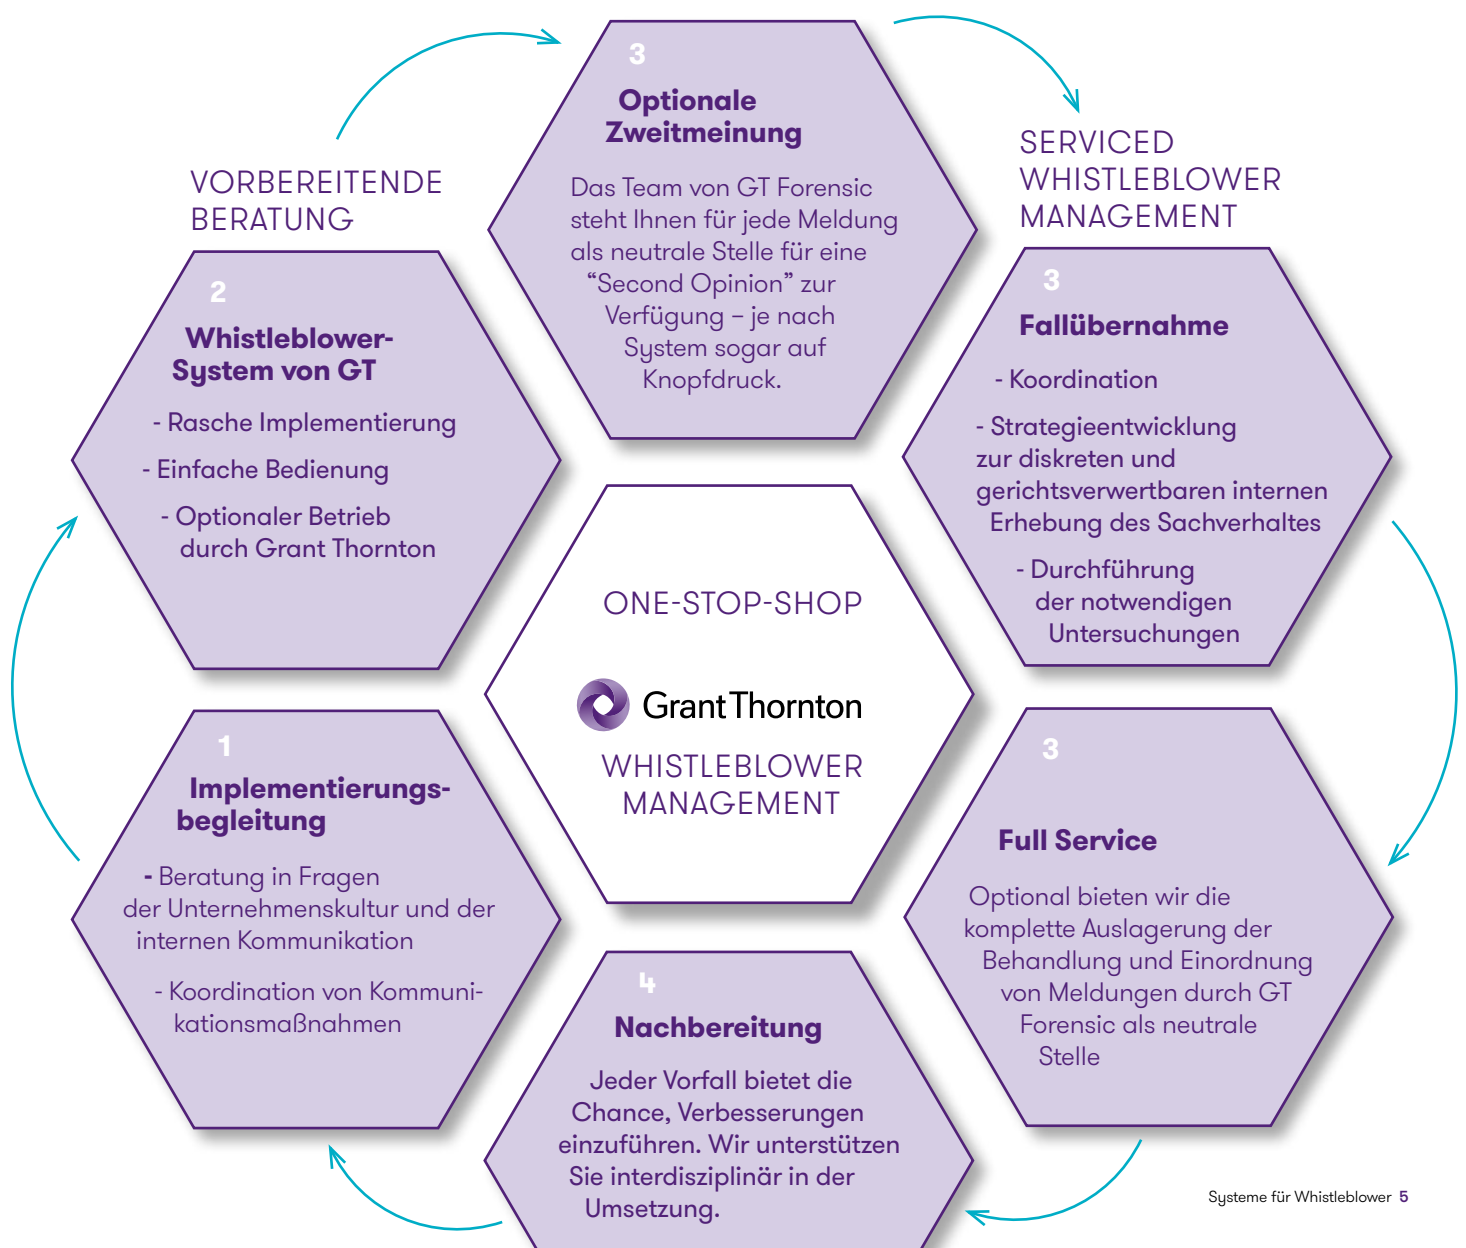 3
Optionale
Zweitmeinung
Das Team von GT Forensic
steht Ihnen für jede Meldung
als neutrale Stelle für eine
“Second Opinion” zur
Verfügung – je nach
System sogar auf
Knopfdruck.
VORBEREITENDE
BERATUNG
SERVICED
WHISTLEBLOWER
MANAGEMENT
2
Whistleblower-
System von GT
- Rasche Implementierung
- Einfache Bedienung
- Optionaler Betrieb
durch Grant Thornton
3
Fallübernahme
- Koordination
- Strategieentwicklung
zur diskreten und
gerichtsverwertbaren internen
Erhebung des Sachverhaltes
- Durchführung
der notwendigen
Untersuchungen
ONE-STOP-SHOP
Grant Thornton
WHISTLEBLOWER
MANAGEMENT
1
Implementierungs-
begleitung
- Beratung in Fragen
der Unternehmenskultur und der
internen Kommunikation
- Koordination von Kommuni-
kationsmaßnahmen
3
Full Service
Optional bieten wir die
komplette Auslagerung der
Behandlung und Einordnung
von Meldungen durch GT
Forensic als neutrale
Stelle
4
Nachbereitung
Jeder Vorfall bietet die
Chance, Verbesserungen
einzuführen. Wir unterstützen
Sie interdisziplinär in der
Umsetzung.
Systeme für Whistleblower 5